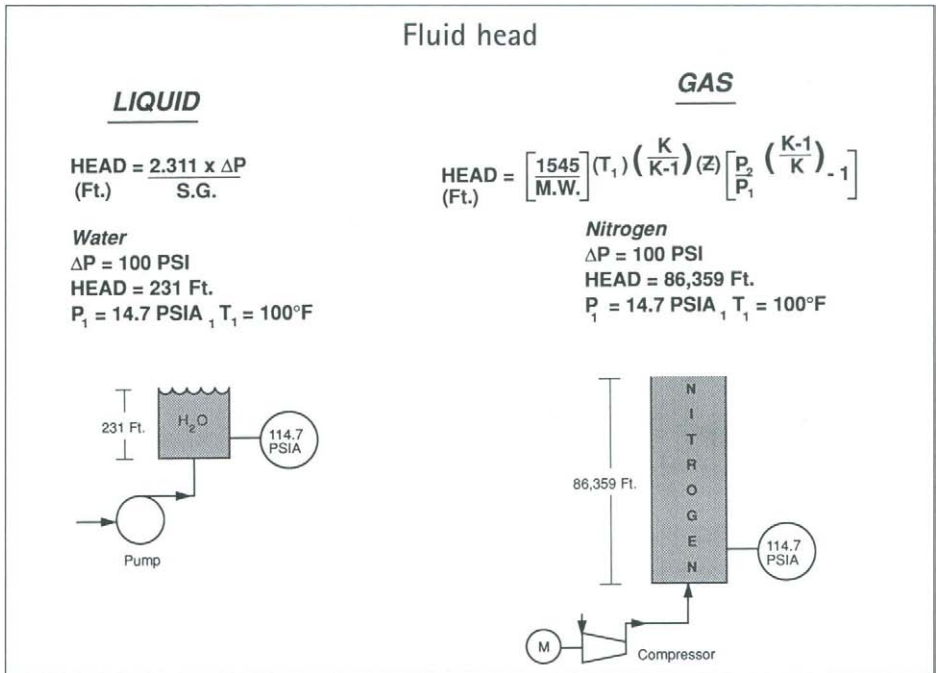 Fluid head
LIQUID
HEAD = 2.311 x ΔP
(Ft.) S.G.
Water
ΔP = 100 PSI
HEAD = 231 Ft.
P₁ = 14.7 PSIA ₁ T₁ = 100°F
231 Ft.
H₂O
114.7
PSIA
Pump
GAS
HEAD = [1545 / M.W.] (T₁) (K / K-1) (Z) [P₂ / P₁ (K-1 / K) - 1]
(Ft.)
Nitrogen
ΔP = 100 PSI
HEAD = 86,359 Ft.
P₁ = 14.7 PSIA ₁ T₁ = 100°F
86,359 Ft.
NITROGEN
114.7
PSIA
M
Compressor